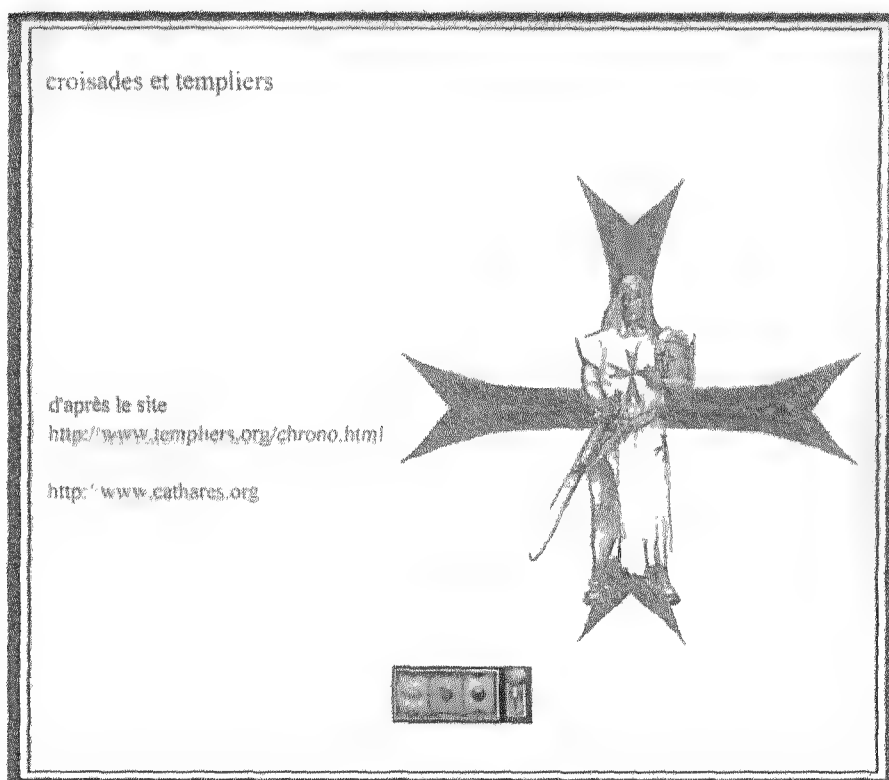 croisades et templiers
d'après le site
http://www.templiers.org/chrono.html
http://www.cathares.org